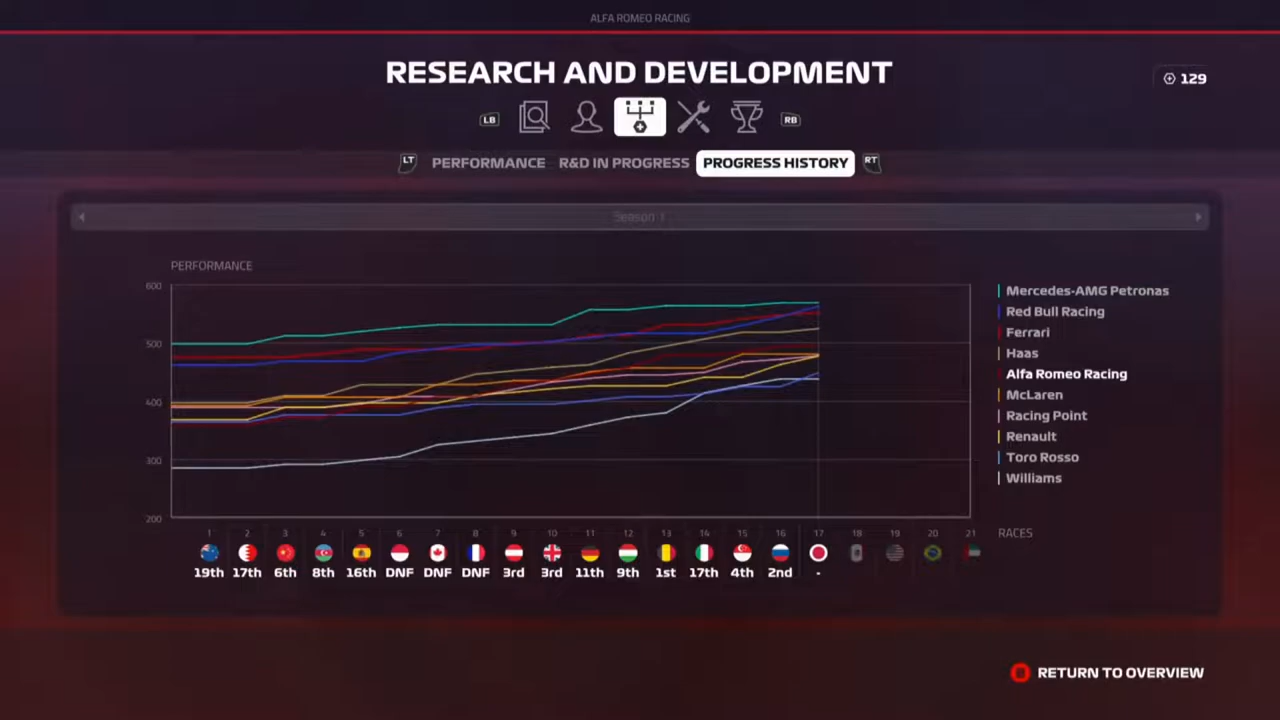 ALFA ROMEO RACING
RESEARCH AND DEVELOPMENT
129
LB
RB
LT PERFORMANCE R&D IN PROGRESS PROGRESS HISTORY RT
Season 1
PERFORMANCE
600
500
400
300
200
Mercedes-AMG Petronas
Red Bull Racing
Ferrari
Haas
Alfa Romeo Racing
McLaren
Racing Point
Renault
Toro Rosso
Williams
1 2 3 4 5 6 7 8 9 10 11 12 13 14 15 16 17 18 19 20 21 RACES
19th 17th 6th 8th 16th DNF DNF DNF 3rd 3rd 11th 9th 1st 17th 4th 2nd -
RETURN TO OVERVIEW